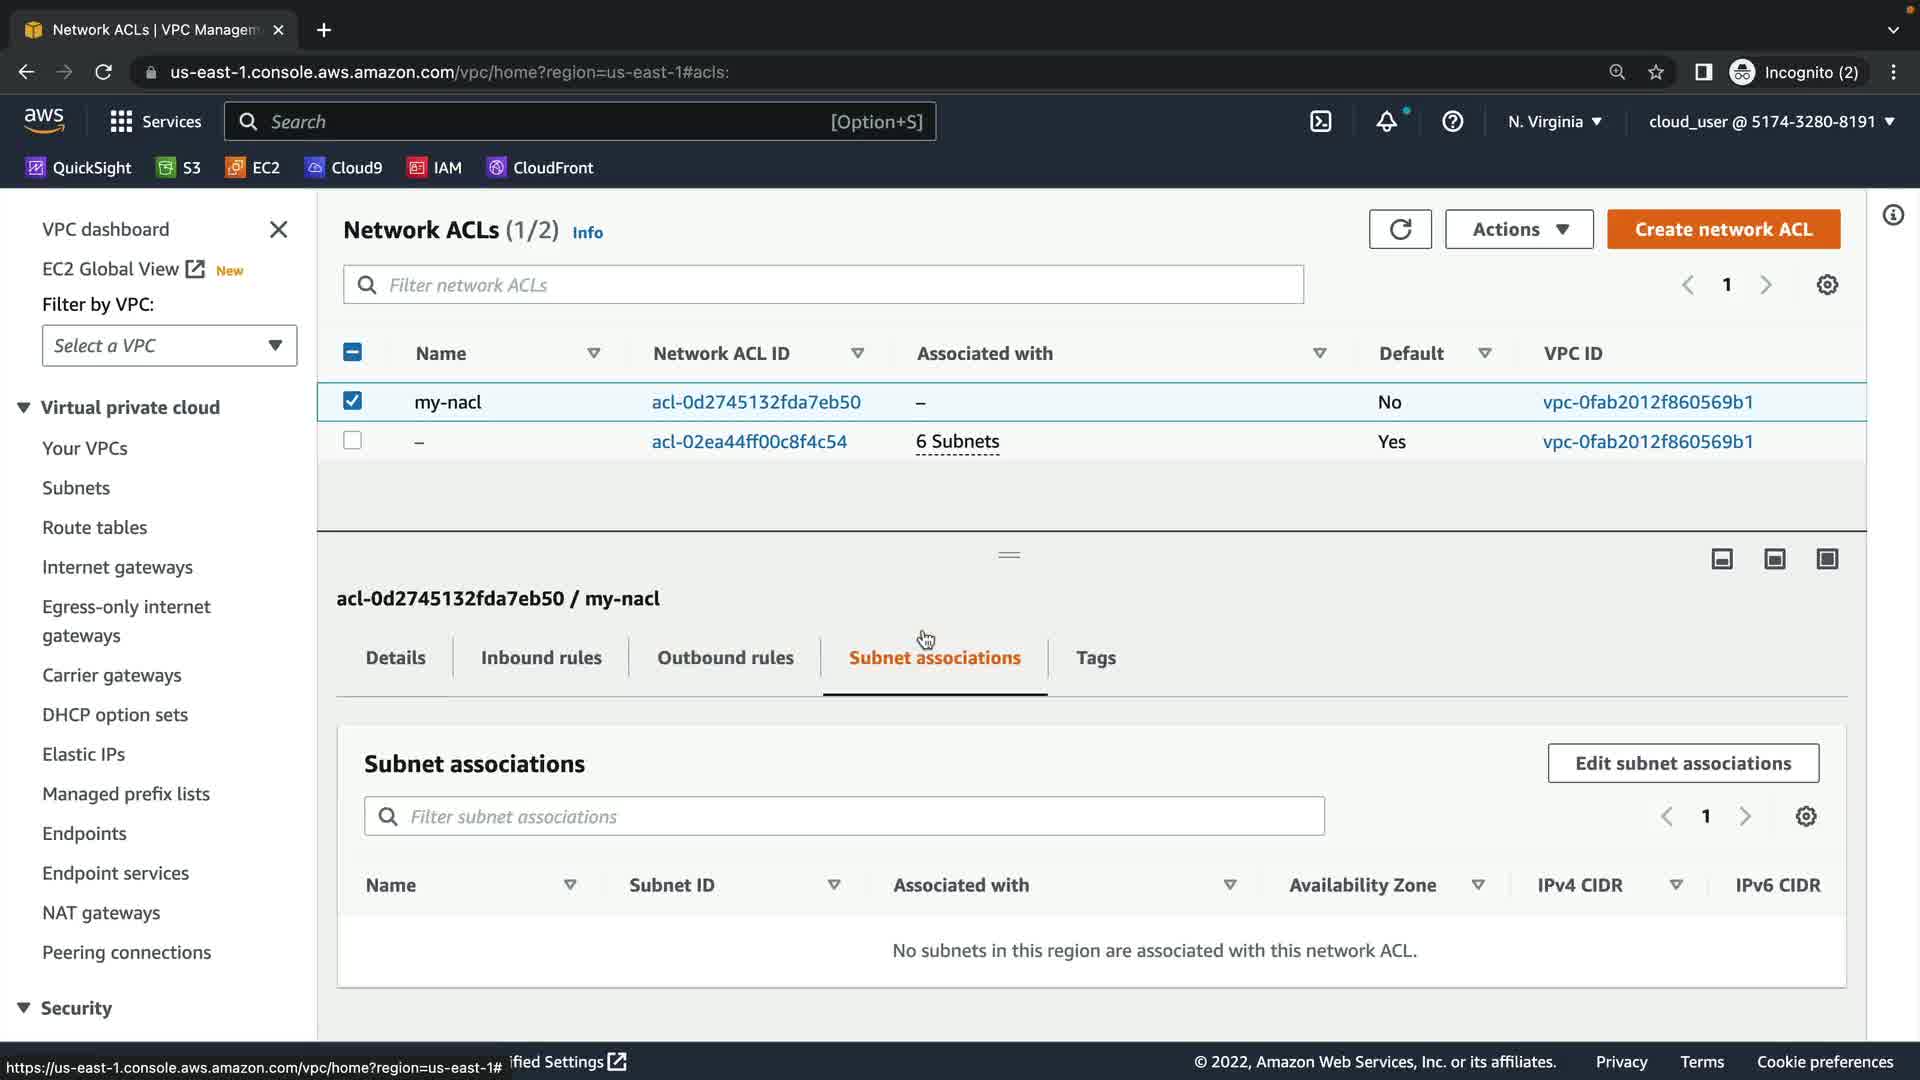 Network ACLs | VPC Managem
us-east-1.console.aws.amazon.com/vpc/home?region=us-east-1#acls:
Incognito (2)
aws
Services
Search
[Option+S]
N. Virginia
cloud_user @ 5174-3280-8191
QuickSight
S3
EC2
Cloud9
IAM
CloudFront
VPC dashboard
EC2 Global View New
Filter by VPC:
Select a VPC
Virtual private cloud
Your VPCs
Subnets
Route tables
Internet gateways
Egress-only internet
gateways
Carrier gateways
DHCP option sets
Elastic IPs
Managed prefix lists
Endpoints
Endpoint services
NAT gateways
Peering connections
Security
Network ACLs (1/2) Info
Actions
Create network ACL
Filter network ACLs
1
Name Network ACL ID Associated with Default VPC ID
my-nacl acl-0d2745132fda7eb50 – No vpc-0fab2012f860569b1
– acl-02ea44ff00c8f4c54 6 Subnets Yes vpc-0fab2012f860569b1
acl-0d2745132fda7eb50 / my-nacl
Details Inbound rules Outbound rules Subnet associations Tags
Subnet associations
Edit subnet associations
Filter subnet associations
1
Name Subnet ID Associated with Availability Zone IPv4 CIDR IPv6 CIDR
No subnets in this region are associated with this network ACL.
https://us-east-1.console.aws.amazon.com/vpc/home?region=us-east-1#
ified Settings
© 2022, Amazon Web Services, Inc. or its affiliates. Privacy Terms Cookie preferences